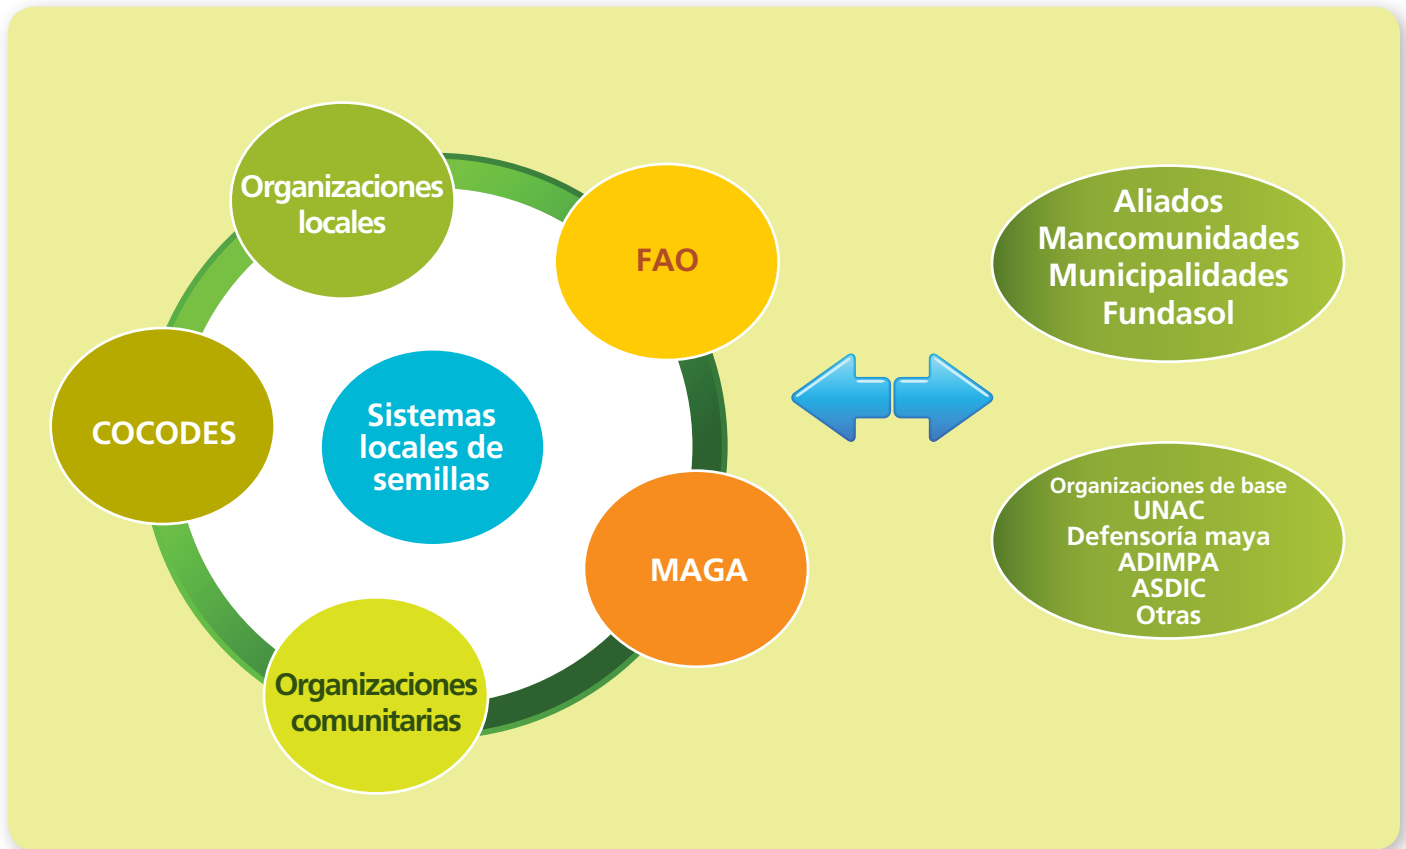 Organizaciones
locales
FAO
COCODES
Sistemas
locales de
semillas
MAGA
Organizaciones
comunitarias
Aliados
Mancomunidades
Municipalidades
Fundasol
Organizaciones de base
UNAC
Defensoría maya
ADIMPA
ASDIC
Otras